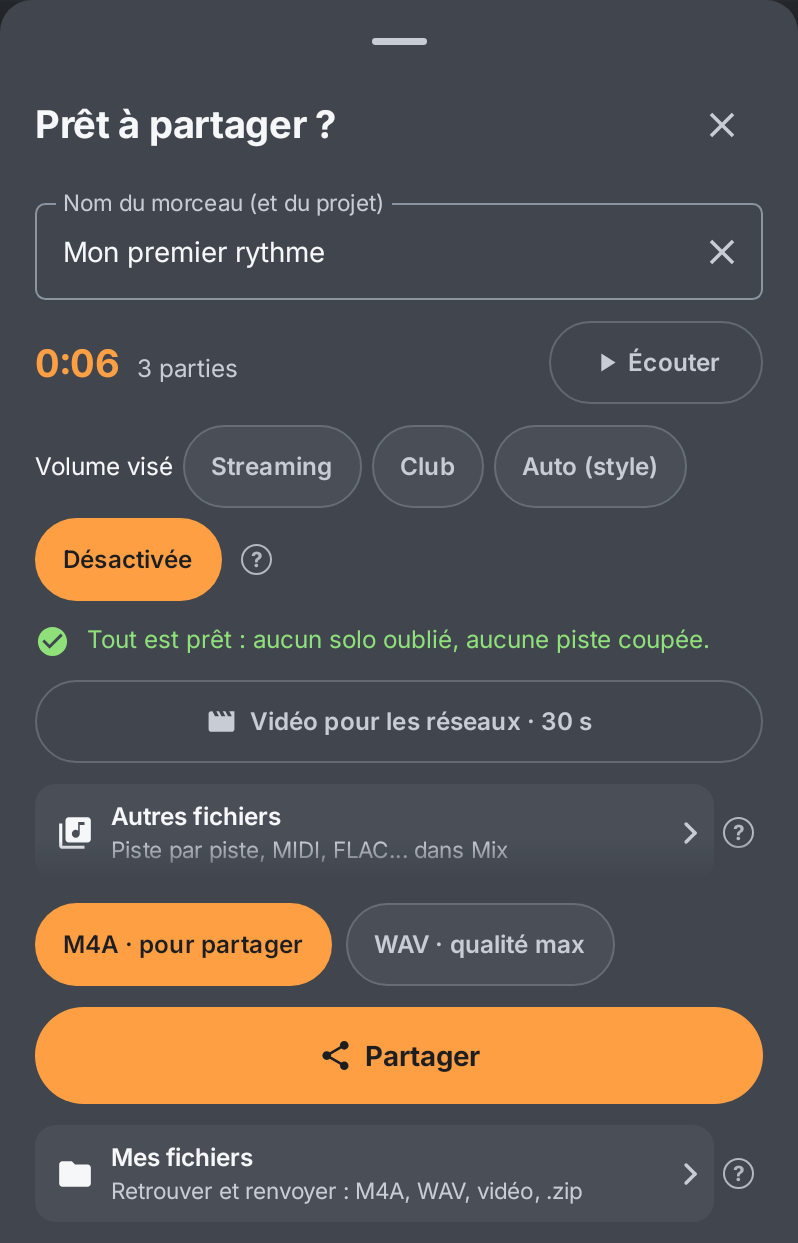 Prêt à partager ?
Nom du morceau (et du projet)
Mon premier rythme
0:06 3 parties
Écouter
Volume visé Streaming Club Auto (style)
Désactivée ?
Tout est prêt : aucun solo oublié, aucune piste coupée.
Vidéo pour les réseaux · 30 s
Autres fichiers
Piste par piste, MIDI, FLAC... dans Mix
?
M4A · pour partager WAV · qualité max
Partager
Mes fichiers
Retrouver et renvoyer : M4A, WAV, vidéo, .zip
?